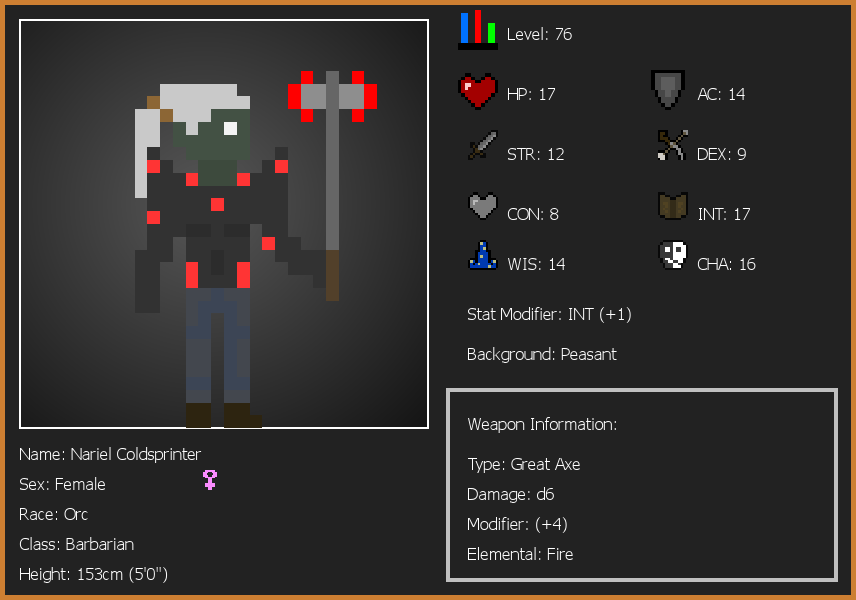 Level: 76
HP: 17
AC: 14
STR: 12
DEX: 9
CON: 8
INT: 17
WIS: 14
CHA: 16
Stat Modifier: INT (+1)
Background: Peasant
Weapon Information:
Type: Great Axe
Damage: d6
Modifier: (+4)
Elemental: Fire
Name: Nariel Coldsprinter
Sex: Female
Race: Orc
Class: Barbarian
Height: 153cm (5'0")